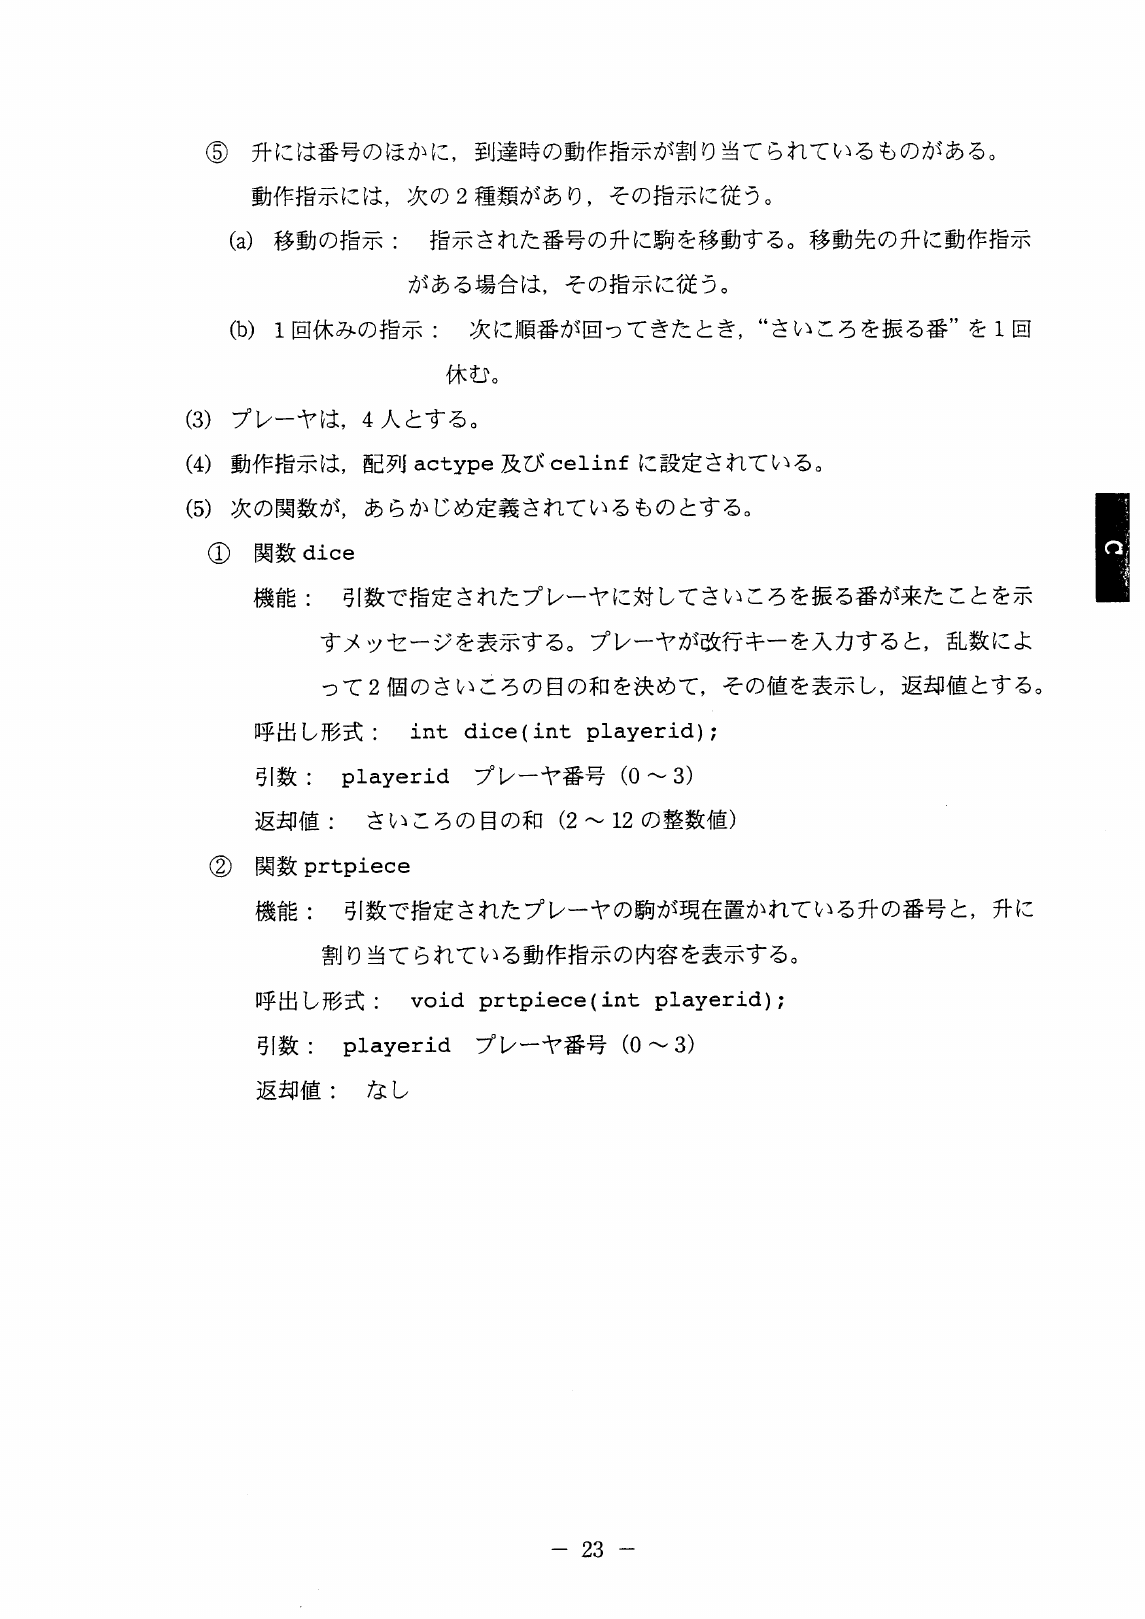 ⑤ 升には番号のほかに，到達時の動作指示が割り当てられているものがある。
動作指示には，次の2種類があり，その指示に従う。
(a) 移動の指示： 指示された番号の升に駒を移動する。移動先の升に動作指示
がある場合は，その指示に従う。
(b) 1回休みの指示： 次に順番が回ってきたとき，“さいころを振る番”を1回
休む。
(3) プレーヤは，4人とする。
(4) 動作指示は，配列 actype 及び celinf に設定されている。
(5) 次の関数が，あらかじめ定義されているものとする。
① 関数 dice
機能： 引数で指定されたプレーヤに対してさいころを振る番が来たことを示
すメッセージを表示する。プレーヤが改行キーを入力すると，乱数によ
って2個のさいころの目の和を決めて，その値を表示し，返却値とする。
呼出し形式： int dice(int playerid);
引数： playerid プレーヤ番号（0～3）
返却値： さいころの目の和（2～12の整数値）
② 関数 prtpiece
機能： 引数で指定されたプレーヤの駒が現在置かれている升の番号と，升に
割り当てられている動作指示の内容を表示する。
呼出し形式： void prtpiece(int playerid);
引数： playerid プレーヤ番号（0～3）
返却値： なし
C
－ 23 －